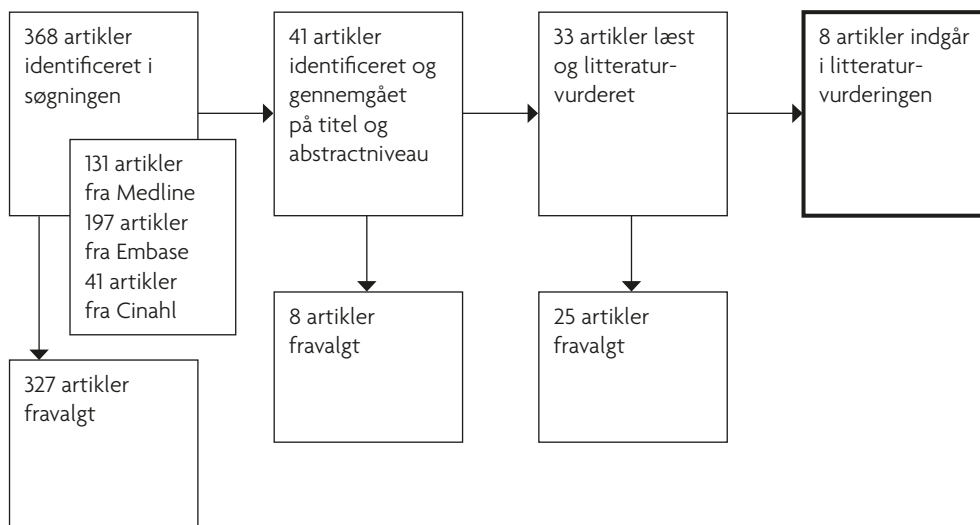 368 artikler
identificeret i
søgningen
131 artikler
fra Medline
197 artikler
fra Embase
41 artikler
fra Cinahl
327 artikler
fravalgt
41 artikler
identificeret og
gennemgået
på titel og
abstractniveau
8 artikler
fravalgt
33 artikler læst
og litteratur-
vurderet
25 artikler
fravalgt
8 artikler indgår
i litteratur-
vurderingen